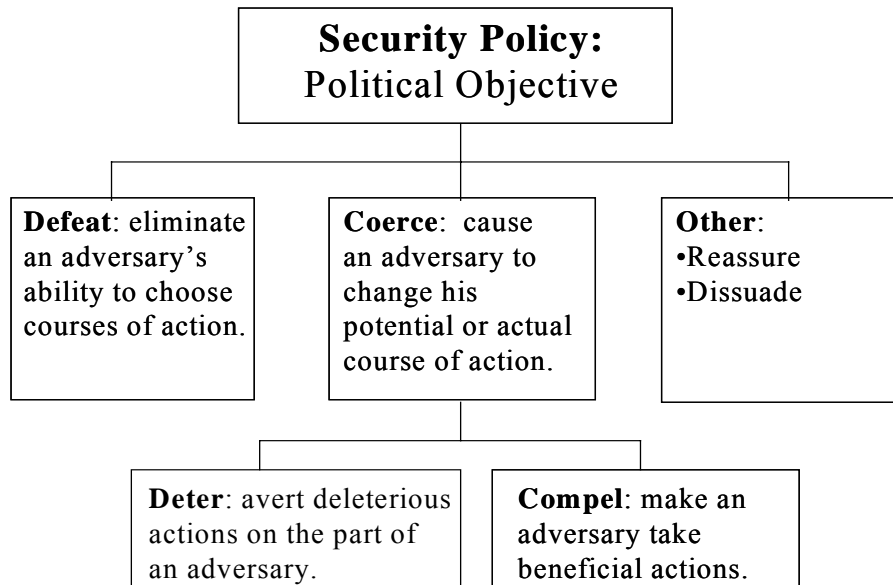 Security Policy:
Political Objective
Defeat: eliminate
an adversary’s
ability to choose
courses of action.
Coerce: cause
an adversary to
change his
potential or actual
course of action.
Other:
•Reassure
•Dissuade
Deter: avert deleterious
actions on the part of
an adversary.
Compel: make an
adversary take
beneficial actions.